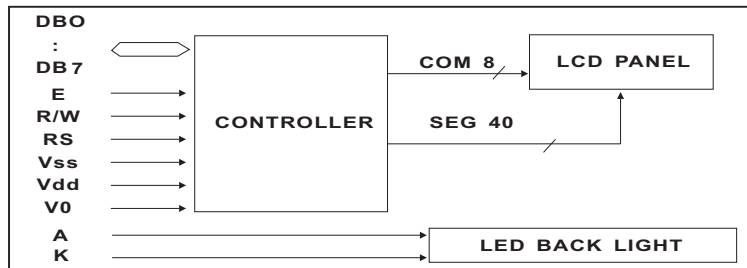 DBO
:
DB7
E
R/W
RS
Vss
Vdd
V0
A
K
CONTROLLER
COM 8
SEG 40
LCD PANEL
LED BACK LIGHT